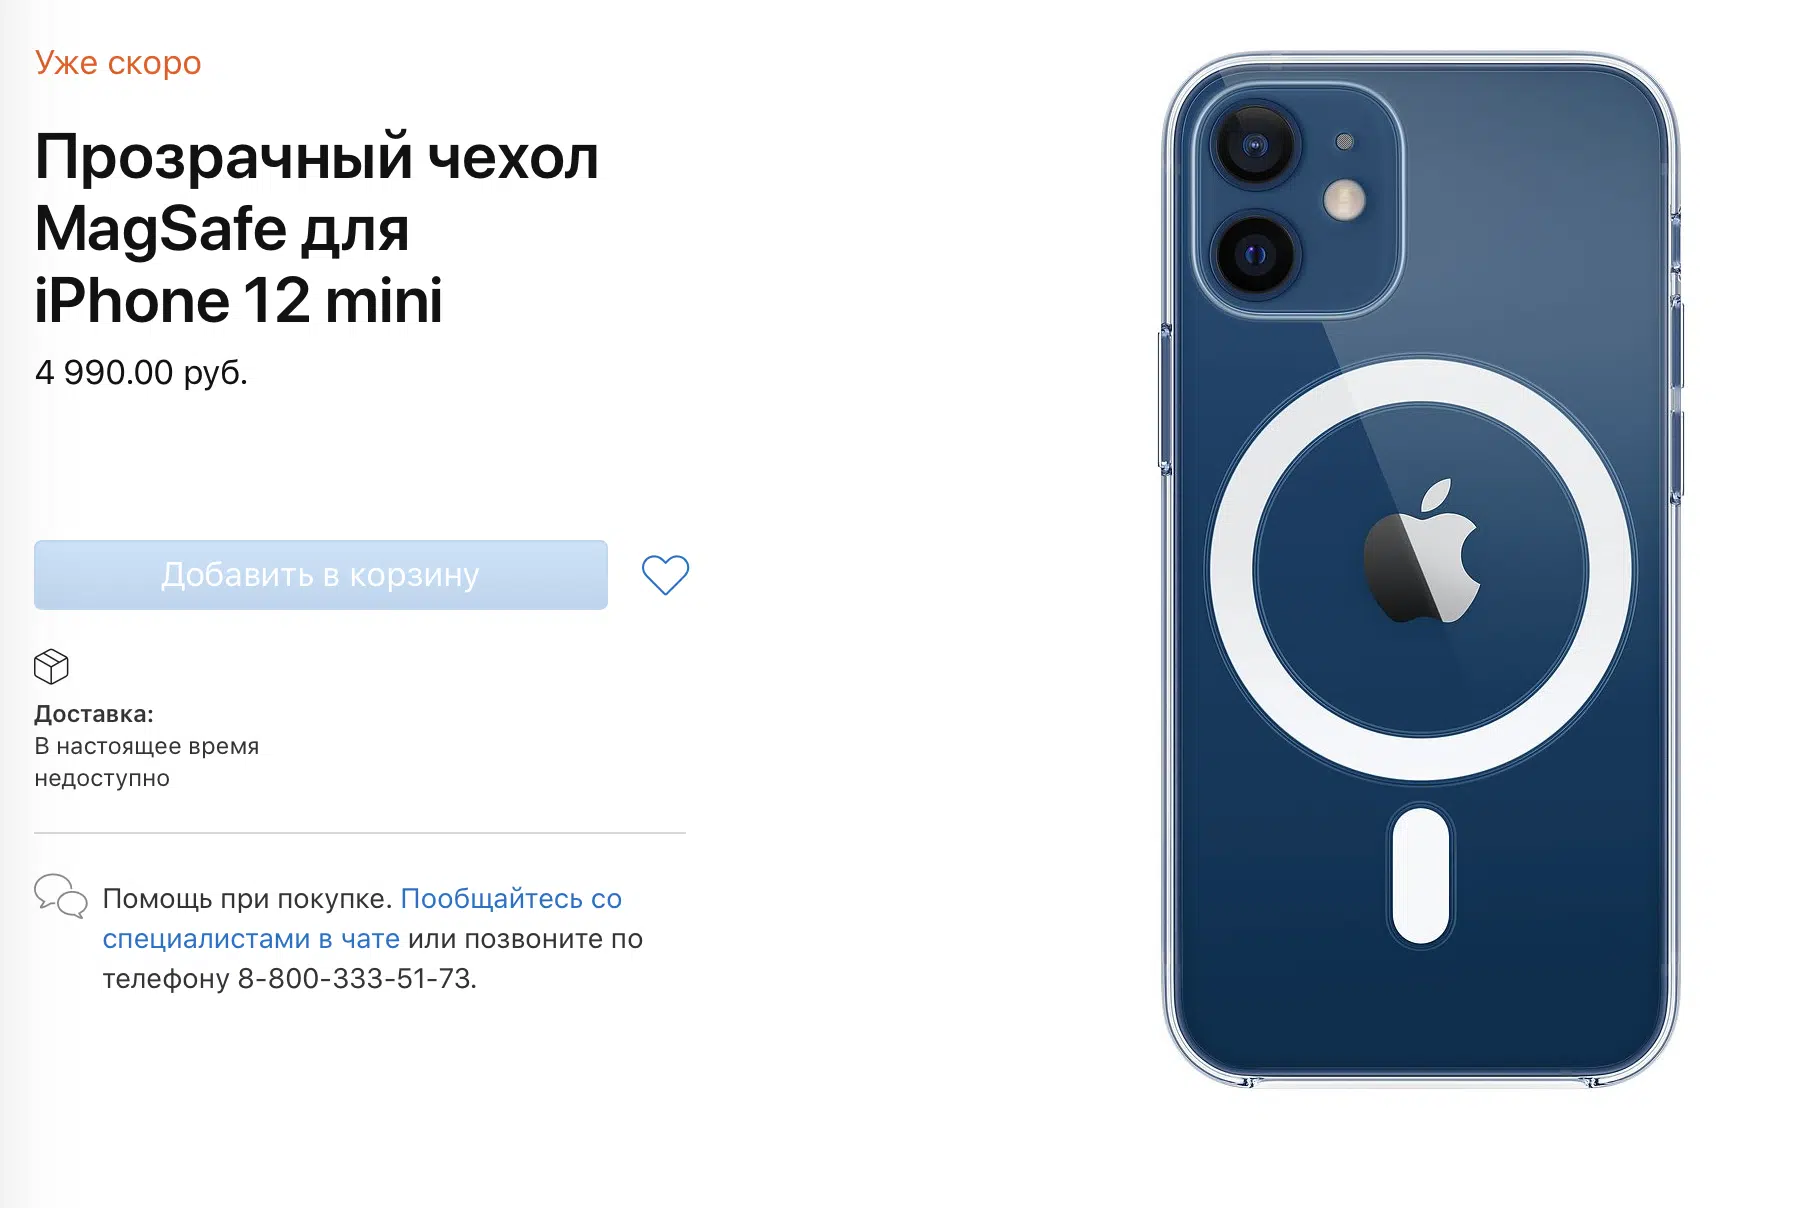 Уже скоро
Прозрачный чехол
MagSafe для
iPhone 12 mini
4 990.00 руб.
Добавить в корзину
Доставка:
В настоящее время
недоступно
Помощь при покупке. Пообщайтесь со
специалистами в чате или позвоните по
телефону 8-800-333-51-73.